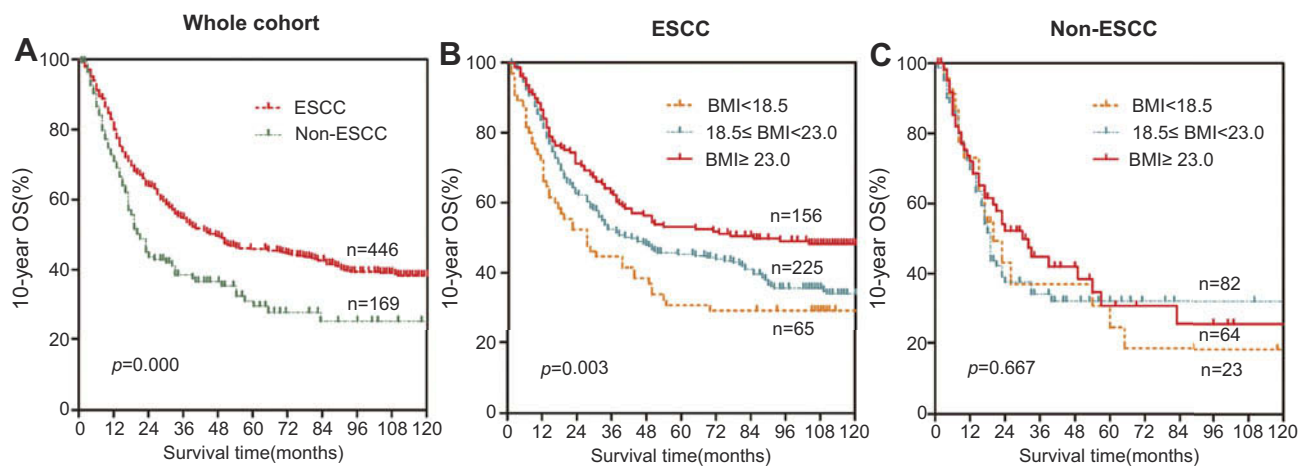 Whole cohort
A
10-year OS(%)
100
80
60
40
20
0
ESCC
Non-ESCC
n=446
n=169
p=0.000
0 12 24 36 48 60 72 84 96 108 120
Survival time(months)
ESCC
B
10-year OS(%)
100
80
60
40
20
0
BMI<18.5
18.5≤ BMI<23.0
BMI≥ 23.0
n=156
n=225
n=65
p=0.003
0 12 24 36 48 60 72 84 96 108 120
Survival time(months)
Non-ESCC
C
10-year OS(%)
100
80
60
40
20
0
BMI<18.5
18.5≤ BMI<23.0
BMI≥ 23.0
n=82
n=64
n=23
p=0.667
0 12 24 36 48 60 72 84 96 108 120
Survival time(months)